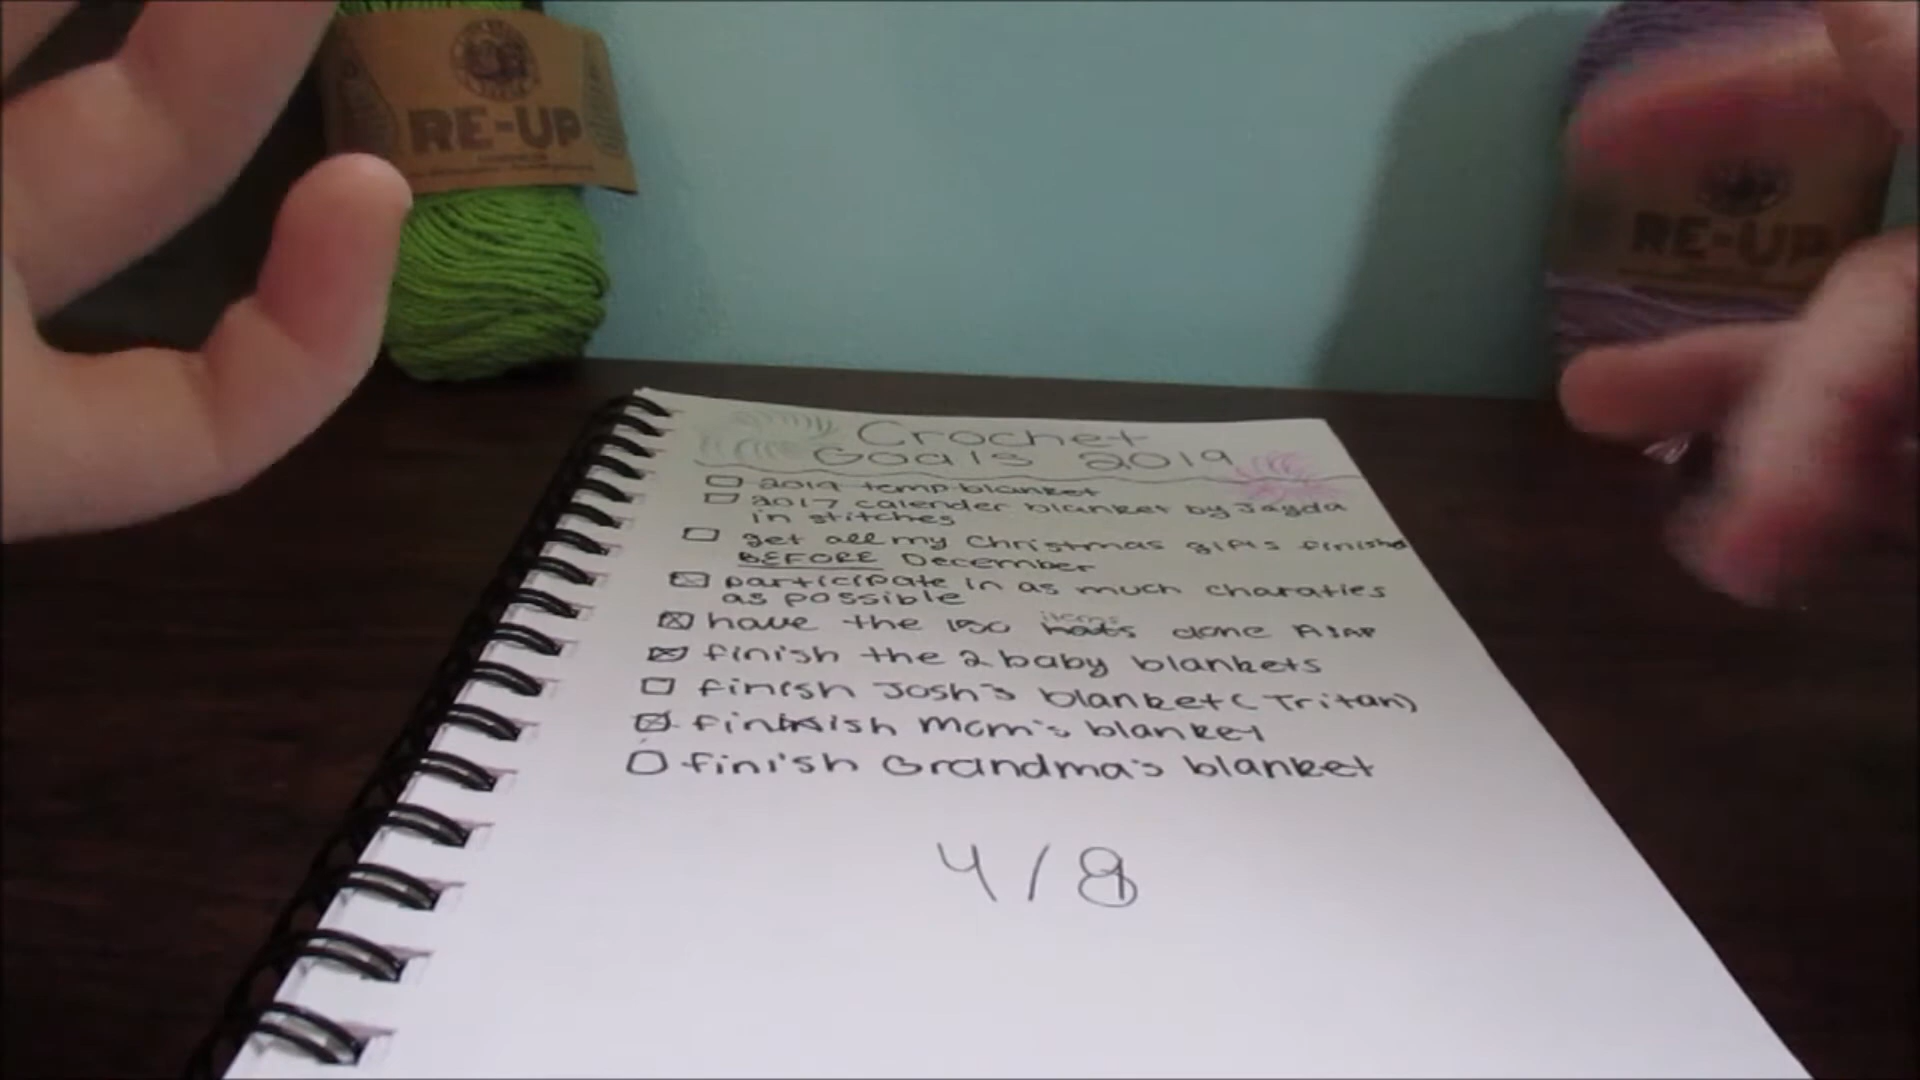 RE-UP
RE-UP
Crochet
Goals 2019
2019 temp blanket
2017 calender blanket by Jayda
in stitches
get all my Christmas gifts finished
BEFORE December
participate in as much charaties
as possible
items
have the 150 hats done ASAP
finish the 2 baby blankets
finish Josh's blanket (Tritan)
finish Mom's blanket
finish Grandma's blanket
4/8